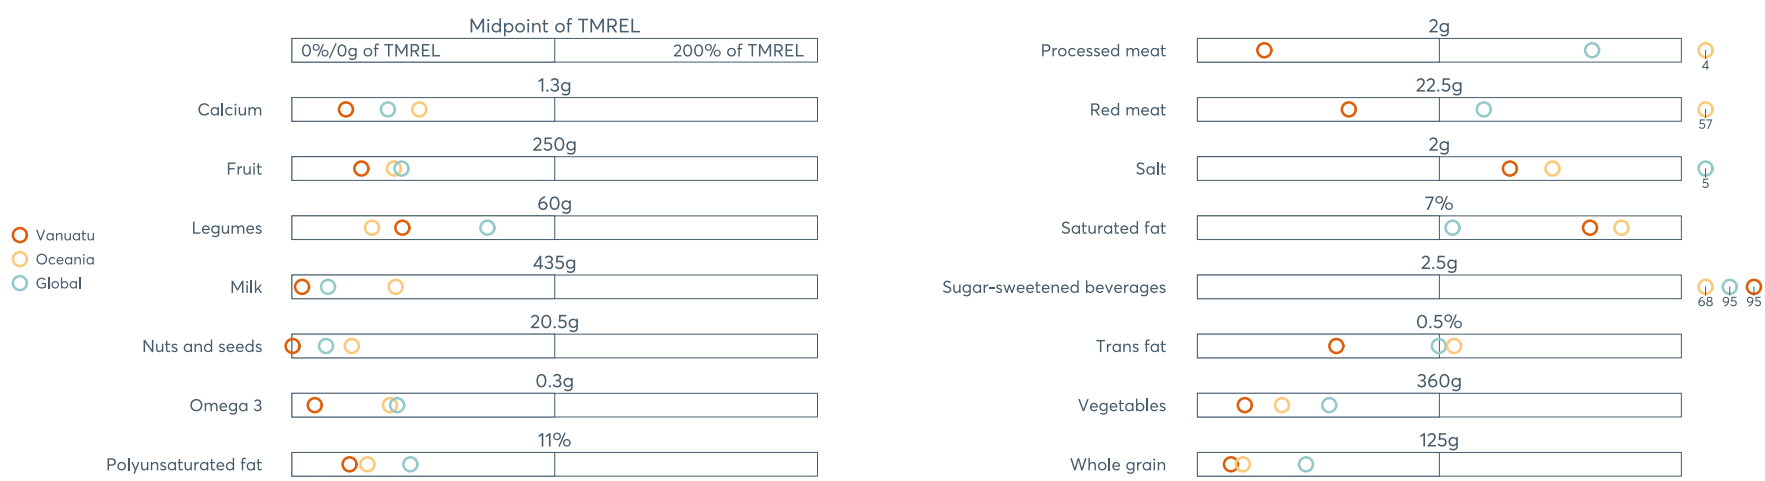 Midpoint of TMREL
0%/0g of TMREL 200% of TMREL
1.3g
Calcium
250g
Fruit
60g
Legumes
435g
Milk
20.5g
Nuts and seeds
0.3g
Omega 3
11%
Polyunsaturated fat
Vanuatu
Oceania
Global
2g
Processed meat
4
22.5g
Red meat
57
2g
Salt
5
7%
Saturated fat
2.5g
Sugar-sweetened beverages
68 95 95
0.5%
Trans fat
360g
Vegetables
125g
Whole grain